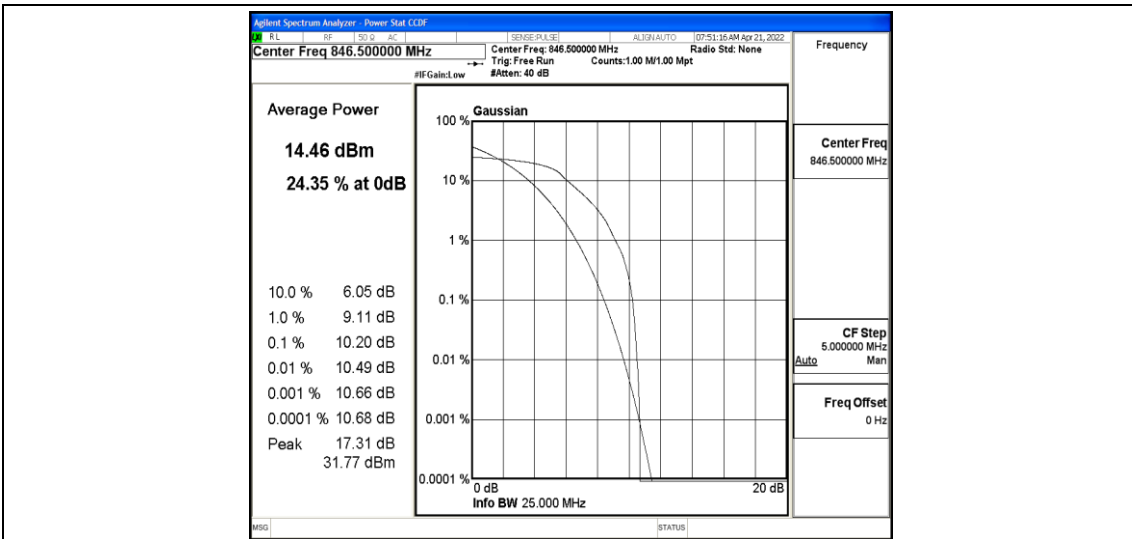 Agilent Spectrum Analyzer - Power Stat CCDF
LXI RL RF 50 Ω AC SENSE:PULSE ALIGNAUTO 07:51:16 AM Apr 21, 2022
Center Freq 846.500000 MHz
Center Freq: 846.500000 MHz Radio Std: None
Trig: Free Run Counts:1.00 M/1.00 Mpt
#IFGain:Low #Atten: 40 dB
Frequency
Average Power
14.46 dBm
24.35 % at 0dB
10.0 % 6.05 dB
1.0 % 9.11 dB
0.1 % 10.20 dB
0.01 % 10.49 dB
0.001 % 10.66 dB
0.0001 % 10.68 dB
Peak 17.31 dB
31.77 dBm
Gaussian
100 %
10 %
1 %
0.1 %
0.01 %
0.001 %
0.0001 %
0 dB 20 dB
Info BW 25.000 MHz
Center Freq
846.500000 MHz
CF Step
5.000000 MHz
Auto Man
Freq Offset
0 Hz
MSG STATUS